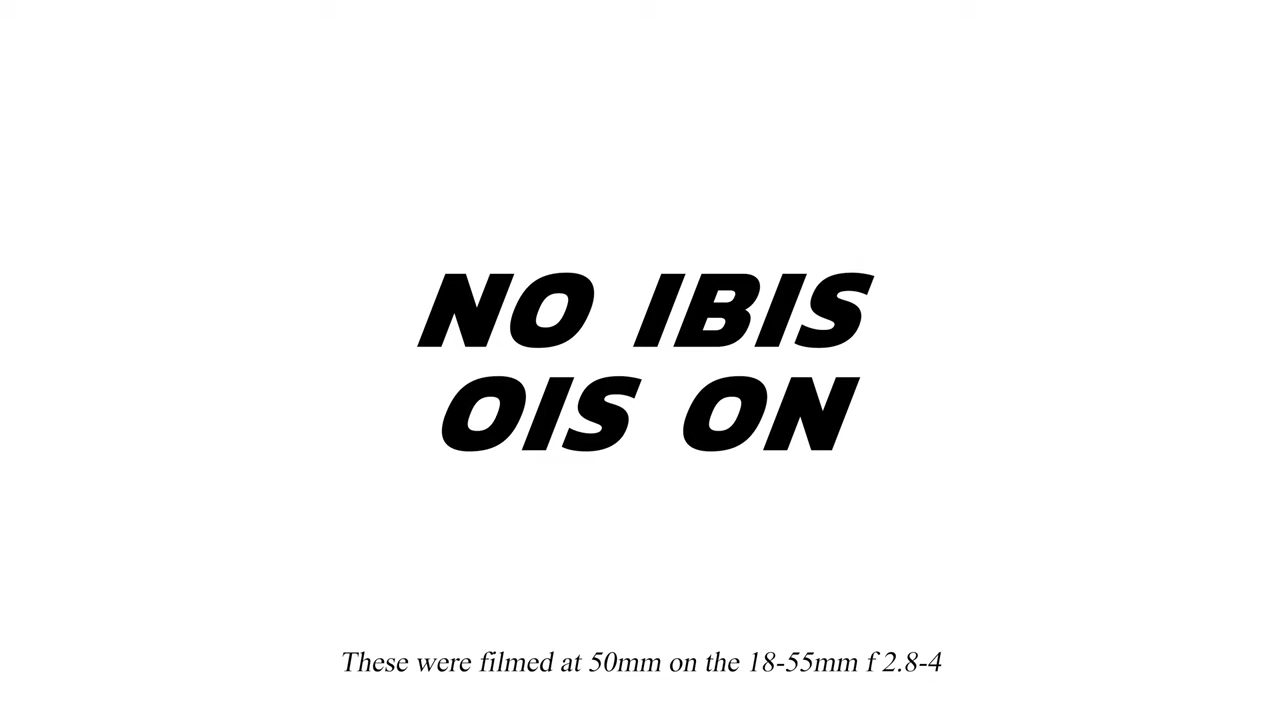 NO IBIS
OIS ON
These were filmed at 50mm on the 18-55mm f 2.8-4